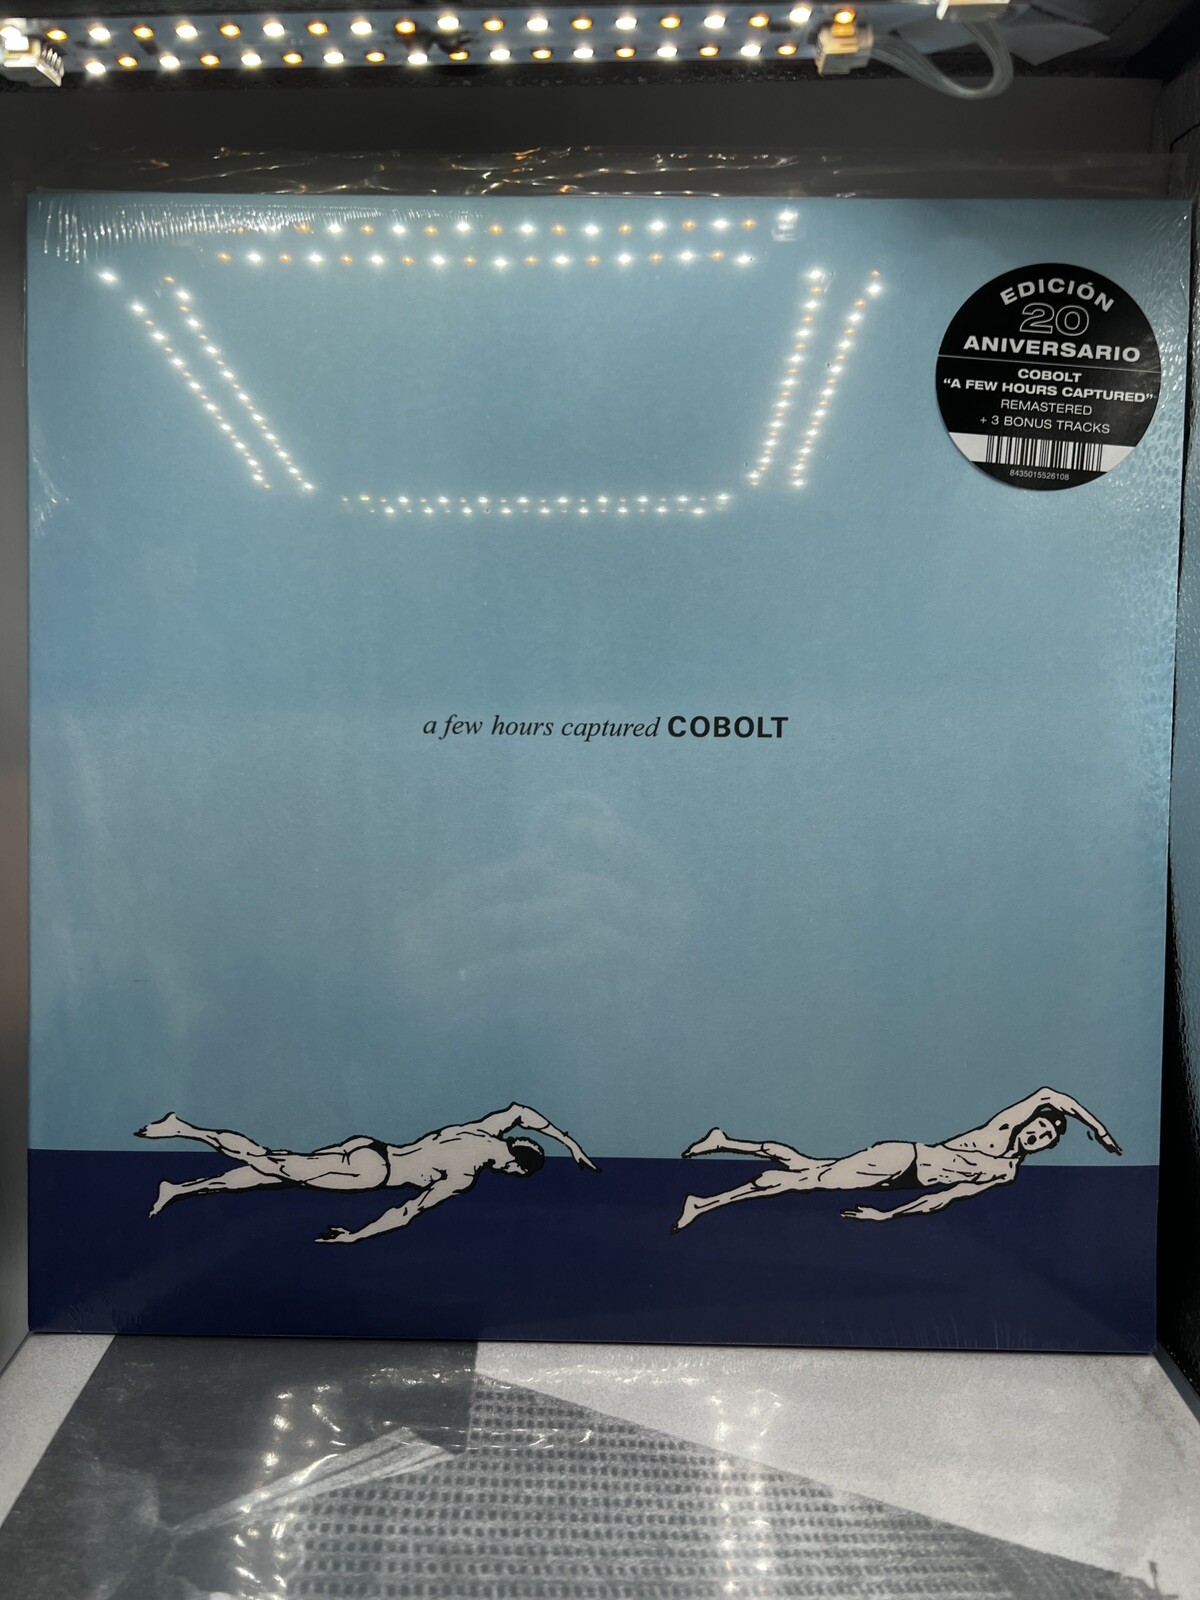 EDICIÓN
20
ANIVERSARIO
COBOLT
“A FEW HOURS CAPTURED”
REMASTERED
+ 3 BONUS TRACKS
8435015526108
a few hours captured COBOLT